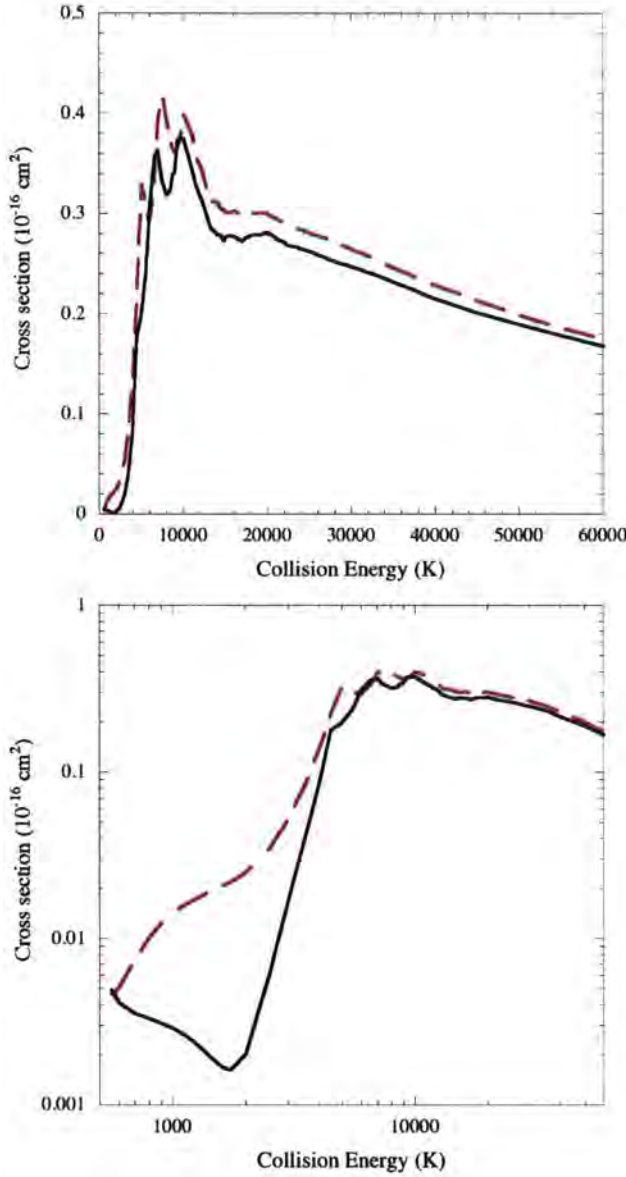 0.5
0.4
0.3
0.2
0.1
0
Cross section (10⁻¹⁶ cm²)
0 10000 20000 30000 40000 50000 60000
Collision Energy (K)
1
0.1
0.01
0.001
Cross section (10⁻¹⁶ cm²)
1000 10000
Collision Energy (K)